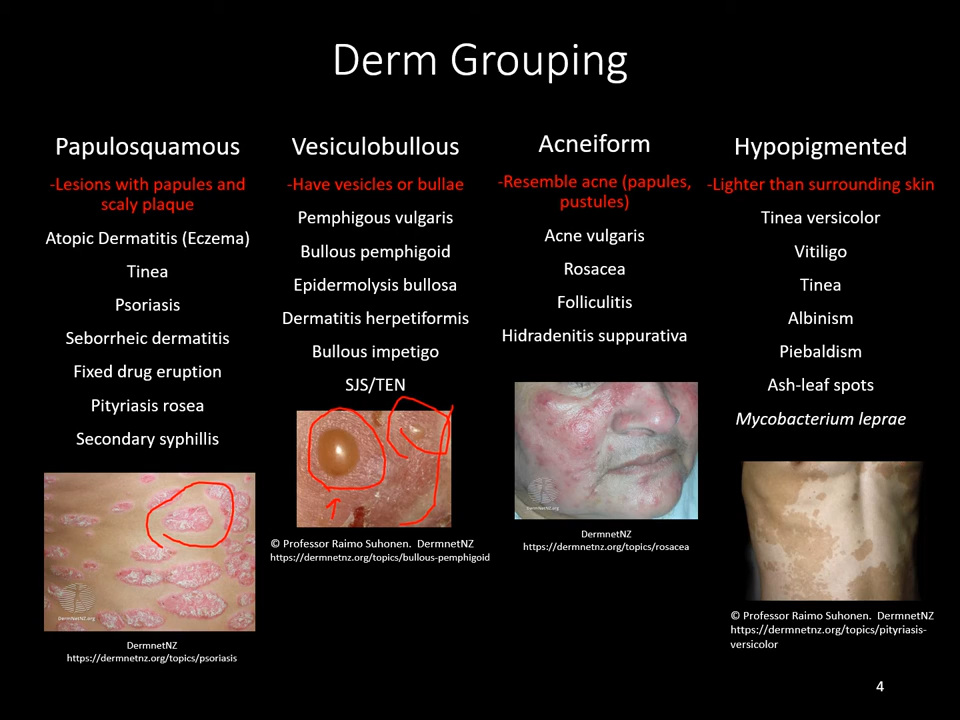 Derm Grouping
Papulosquamous
-Lesions with papules and
scaly plaque
Atopic Dermatitis (Eczema)
Tinea
Psoriasis
Seborrheic dermatitis
Fixed drug eruption
Pityriasis rosea
Secondary syphillis
DermNetNZ.org
DermnetNZ
https://dermnetnz.org/topics/psoriasis
Vesiculobullous
-Have vesicles or bullae
Pemphigous vulgaris
Bullous pemphigoid
Epidermolysis bullosa
Dermatitis herpetiformis
Bullous impetigo
SJS/TEN
1
© Professor Raimo Suhonen. DermnetNZ
https://dermnetnz.org/topics/bullous-pemphigoid
Acneiform
-Resemble acne (papules,
pustules)
Acne vulgaris
Rosacea
Folliculitis
Hidradenitis suppurativa
DermnetNZ
https://dermnetnz.org/topics/rosacea
Hypopigmented
-Lighter than surrounding skin
Tinea versicolor
Vitiligo
Tinea
Albinism
Piebaldism
Ash-leaf spots
Mycobacterium leprae
© Professor Raimo Suhonen. DermnetNZ
https://dermnetnz.org/topics/pityriasis-
versicolor
4